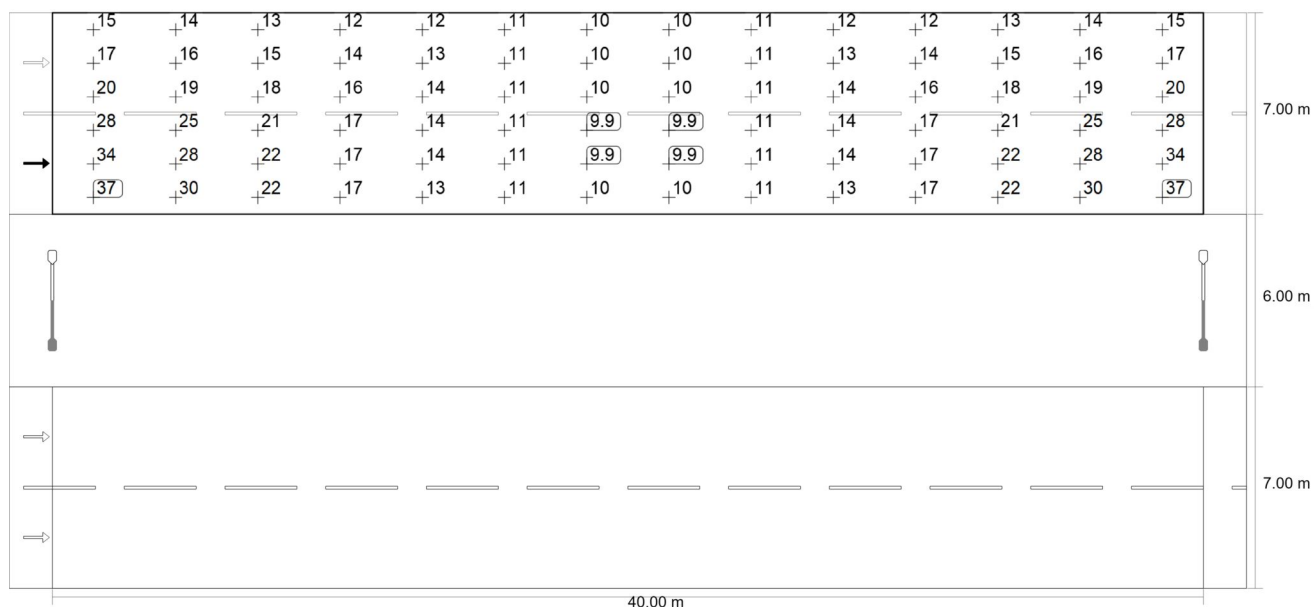 15 14 13 12 12 11 10 10 11 12 12 13 14 15
17 16 15 14 13 11 10 10 11 13 14 15 16 17
20 19 18 16 14 11 10 10 11 14 16 18 19 20
7.00 m
28 25 21 17 14 11 9.9 9.9 11 14 17 21 25 28
34 28 22 17 14 11 9.9 9.9 11 14 17 22 28 34
37 30 22 17 13 11 10 10 11 13 17 22 30 37
6.00 m
7.00 m
40.00 m